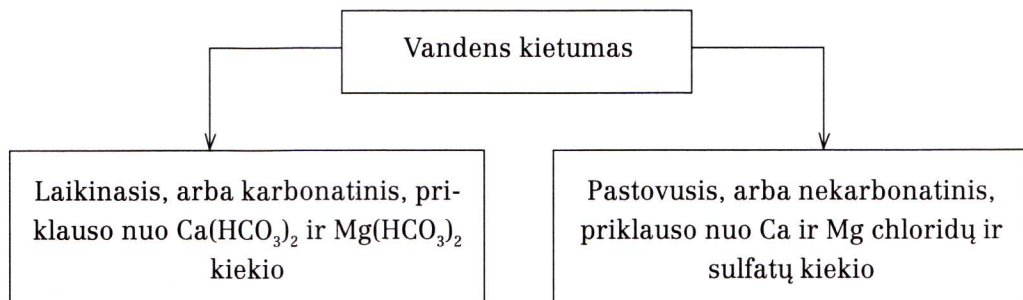 Vandens kietumas
Laikinasis, arba karbonatinis, pri-
klauso nuo Ca(HCO₃)₂ ir Mg(HCO₃)₂
kiekio
Pastovusis, arba nekarbonatinis,
priklauso nuo Ca ir Mg chloridų ir
sulfatų kiekio